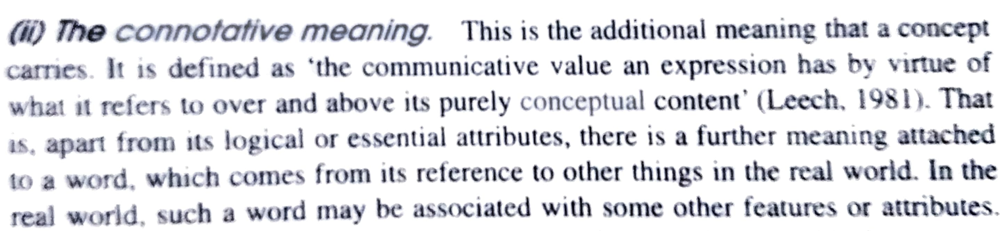 (ii) The connotative meaning. This is the additional meaning that a concept
carries. It is defined as ‘the communicative value an expression has by virtue of
what it refers to over and above its purely conceptual content’ (Leech, 1981). That
is, apart from its logical or essential attributes, there is a further meaning attached
to a word, which comes from its reference to other things in the real world. In the
real world, such a word may be associated with some other features or attributes.